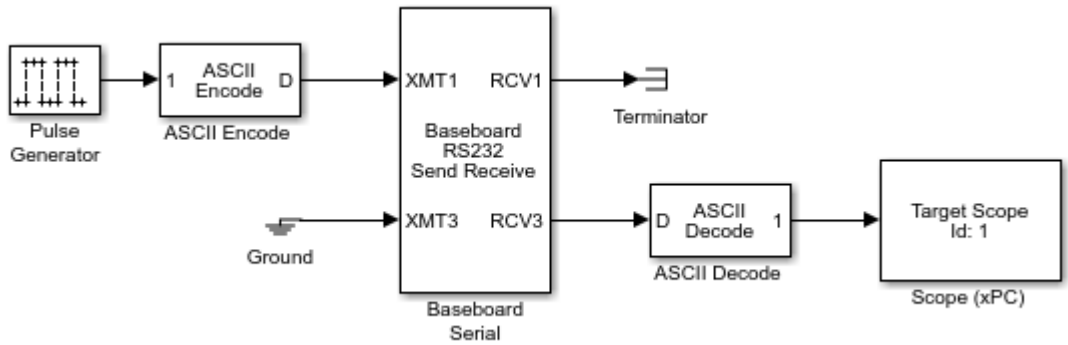 1 ASCII Encode D
Pulse Generator
ASCII Encode
XMT1 RCV1
Baseboard
RS232
Send Receive
XMT3 RCV3
Baseboard
Serial
Terminator
Ground
D ASCII Decode 1
ASCII Decode
Target Scope
Id: 1
Scope (xPC)